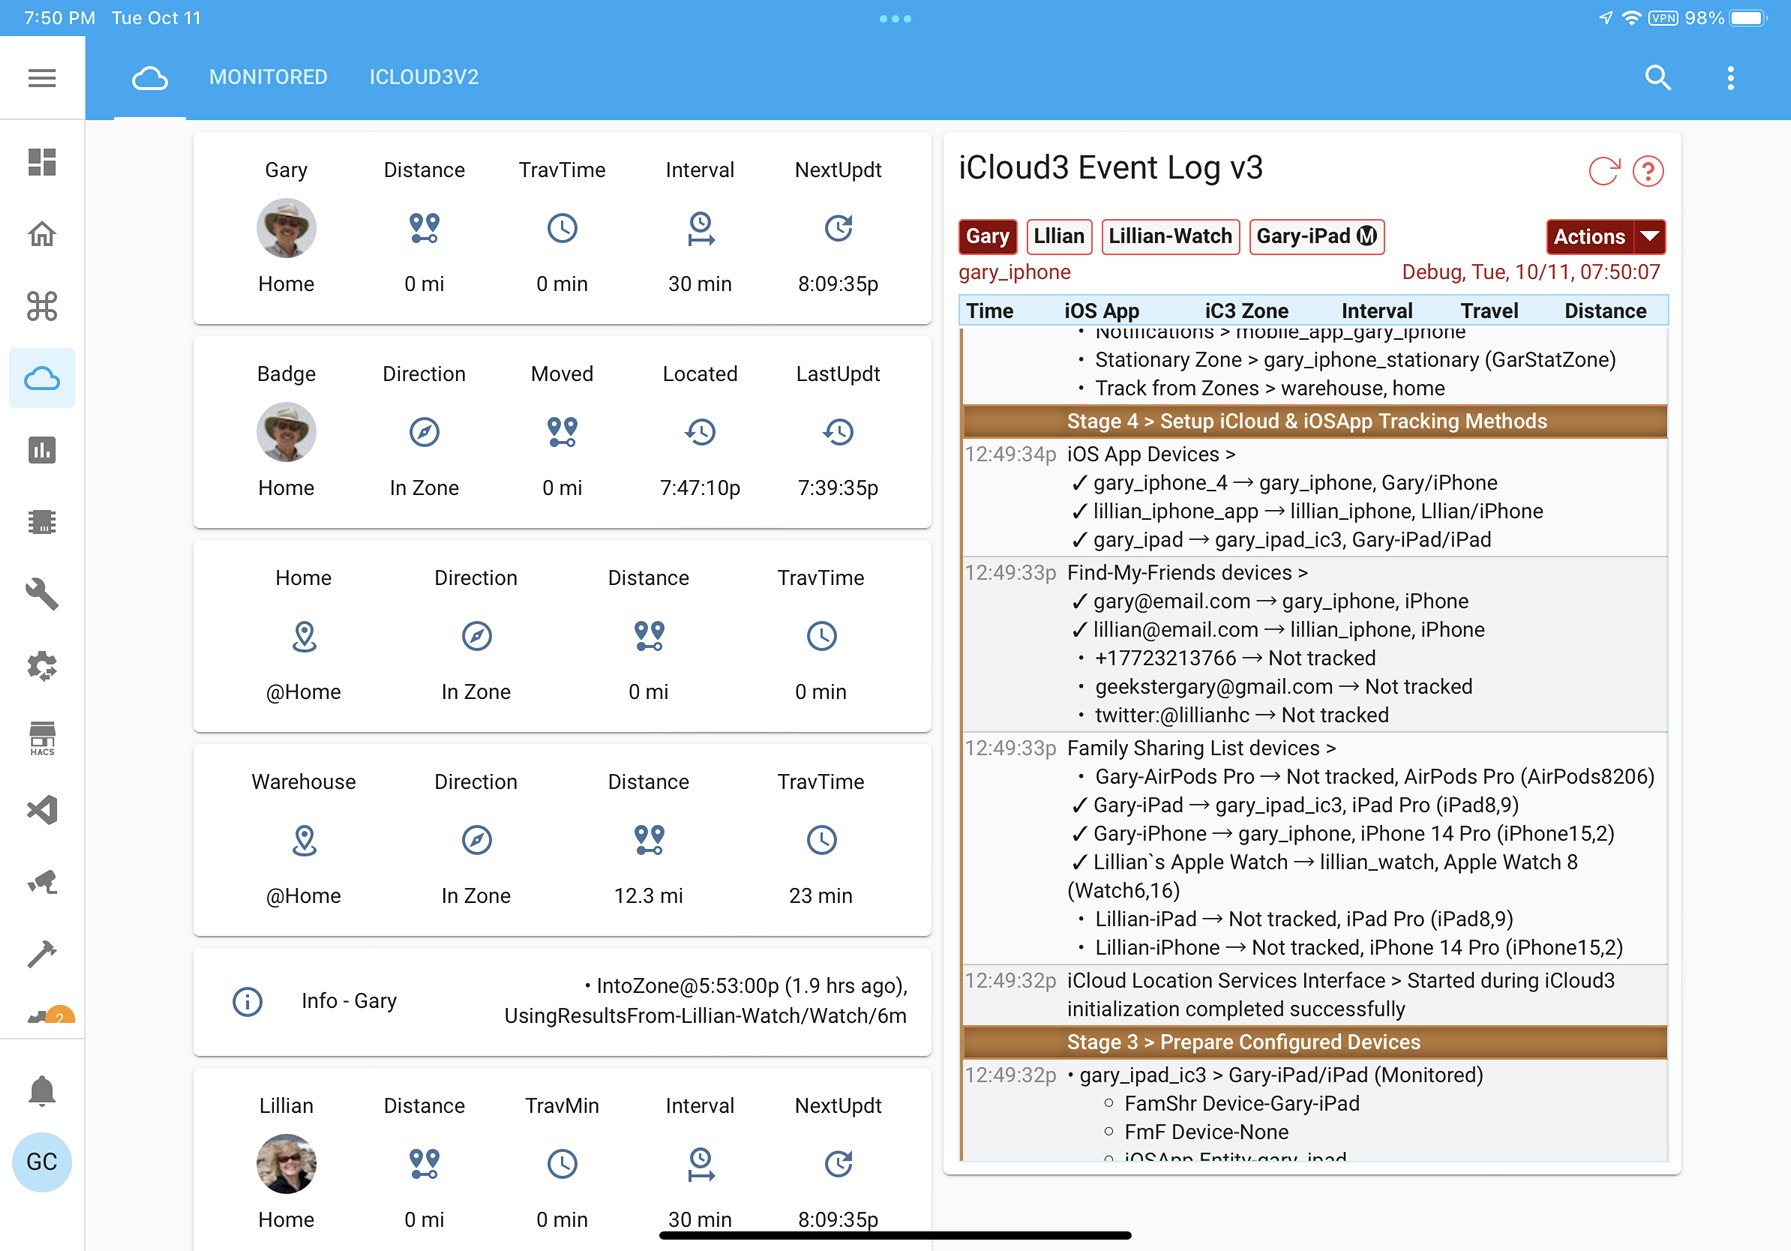 7:50 PM Tue Oct 11
VPN 98%
MONITORED ICLOUD3V2
HACS
2
GC
Gary Distance TravTime Interval NextUpdt
Home 0 mi 0 min 30 min 8:09:35p
Badge Direction Moved Located LastUpdt
Home In Zone 0 mi 7:47:10p 7:39:35p
Home Direction Distance TravTime
@Home In Zone 0 mi 0 min
Warehouse Direction Distance TravTime
@Home In Zone 12.3 mi 23 min
Info - Gary
• IntoZone@5:53:00p (1.9 hrs ago),
UsingResultsFrom-Lillian-Watch/Watch/6m
Lillian Distance TravMin Interval NextUpdt
Home 0 mi 0 min 30 min 8:09:35p
iCloud3 Event Log v3
?
Gary Lllian Lillian-Watch Gary-iPad Ⓜ Actions
gary_iphone Debug, Tue, 10/11, 07:50:07
Time iOS App iC3 Zone Interval Travel Distance
• Notifications > mobile_app_gary_iphone
• Stationary Zone > gary_iphone_stationary (GarStatZone)
• Track from Zones > warehouse, home
Stage 4 > Setup iCloud & iOSApp Tracking Methods
12:49:34p iOS App Devices >
✓ gary_iphone_4 → gary_iphone, Gary/iPhone
✓ lillian_iphone_app → lillian_iphone, Lllian/iPhone
✓ gary_ipad → gary_ipad_ic3, Gary-iPad/iPad
12:49:33p Find-My-Friends devices >
✓ gary@email.com → gary_iphone, iPhone
✓ lillian@email.com → lillian_iphone, iPhone
• +17723213766 → Not tracked
• geekstergary@gmail.com → Not tracked
• twitter:@lillianhc → Not tracked
12:49:33p Family Sharing List devices >
• Gary-AirPods Pro → Not tracked, AirPods Pro (AirPods8206)
✓ Gary-iPad → gary_ipad_ic3, iPad Pro (iPad8,9)
✓ Gary-iPhone → gary_iphone, iPhone 14 Pro (iPhone15,2)
✓ Lillian`s Apple Watch → lillian_watch, Apple Watch 8
(Watch6,16)
• Lillian-iPad → Not tracked, iPad Pro (iPad8,9)
• Lillian-iPhone → Not tracked, iPhone 14 Pro (iPhone15,2)
12:49:32p iCloud Location Services Interface > Started during iCloud3
initialization completed successfully
Stage 3 > Prepare Configured Devices
12:49:32p • gary_ipad_ic3 > Gary-iPad/iPad (Monitored)
○ FamShr Device-Gary-iPad
○ FmF Device-None
○ iOSApp Entity-gary_ipad